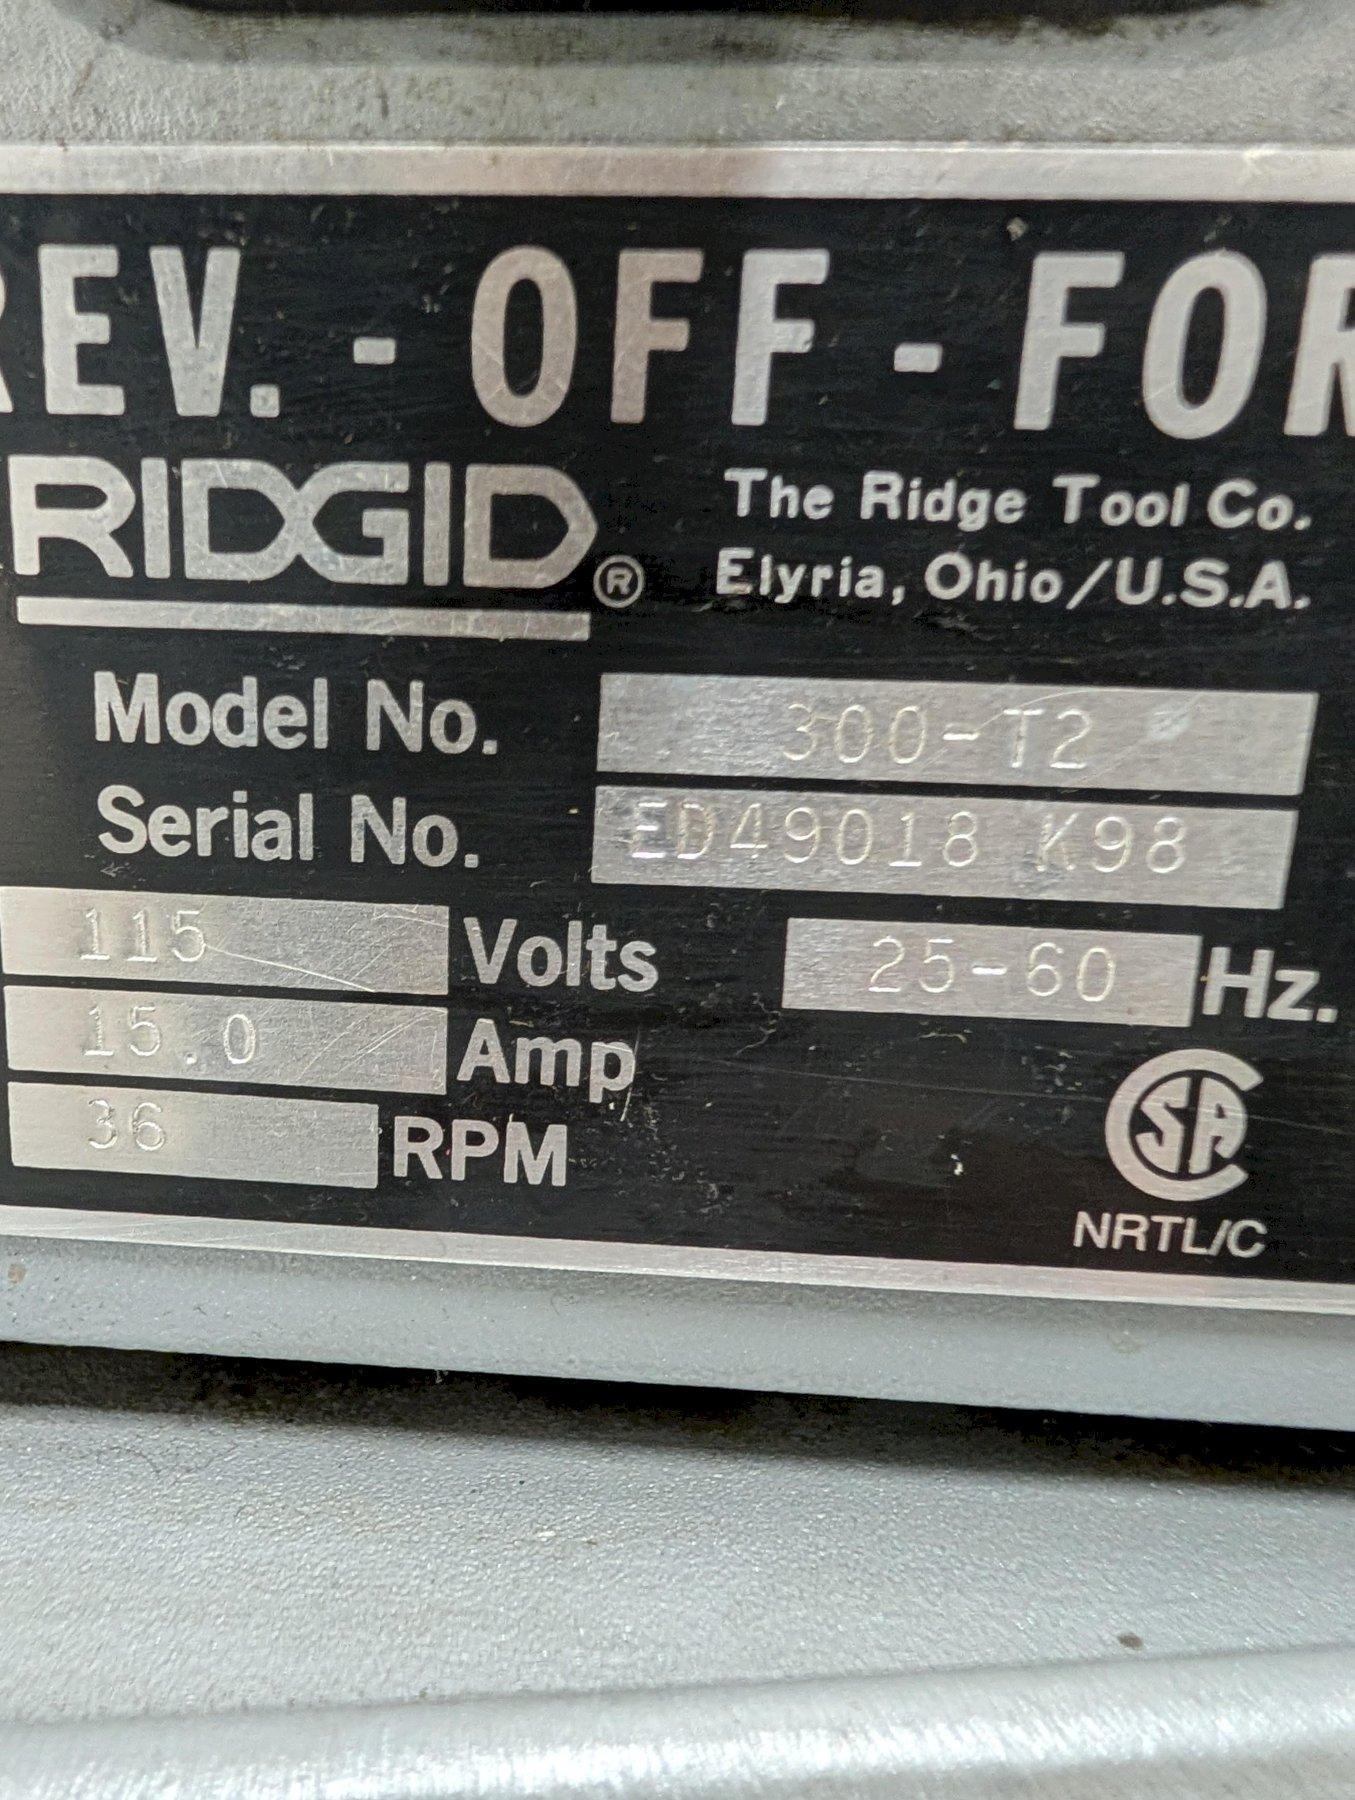 REV. - OFF - FOR
RIDGID®
The Ridge Tool Co.
Elyria, Ohio/U.S.A.
Model No. 300-T2
Serial No. ED49018 K98
115 Volts 25-60 Hz.
15.0 Amp
36 RPM
CSA
NRTL/C